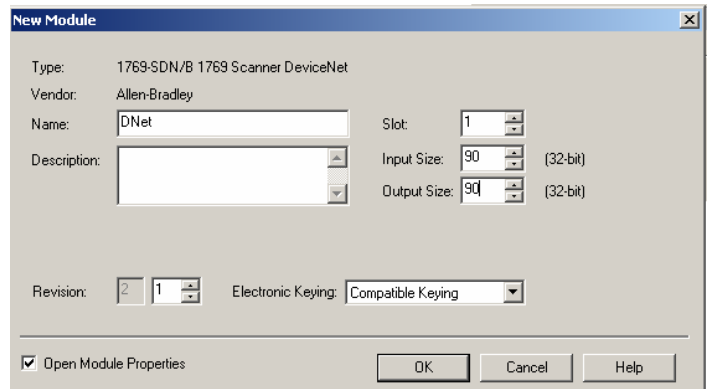 New Module
Type: 1769-SDN/B 1769 Scanner DeviceNet
Vendor: Allen-Bradley
Name: DNet Slot: 1
Description: Input Size: 90 (32-bit)
Output Size: 90 (32-bit)
Revision: 2 1 Electronic Keying: Compatible Keying
Open Module Properties OK Cancel Help